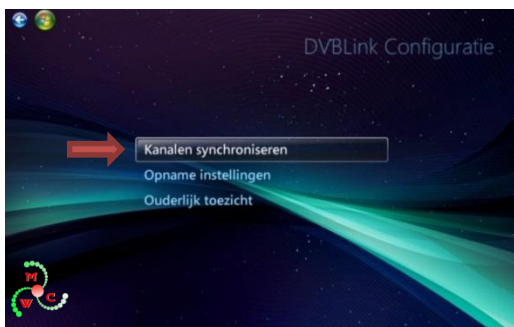 DVBLink Configuratie
Kanalen synchroniseren
Opname instellingen
Ouderlijk toezicht
M
W C